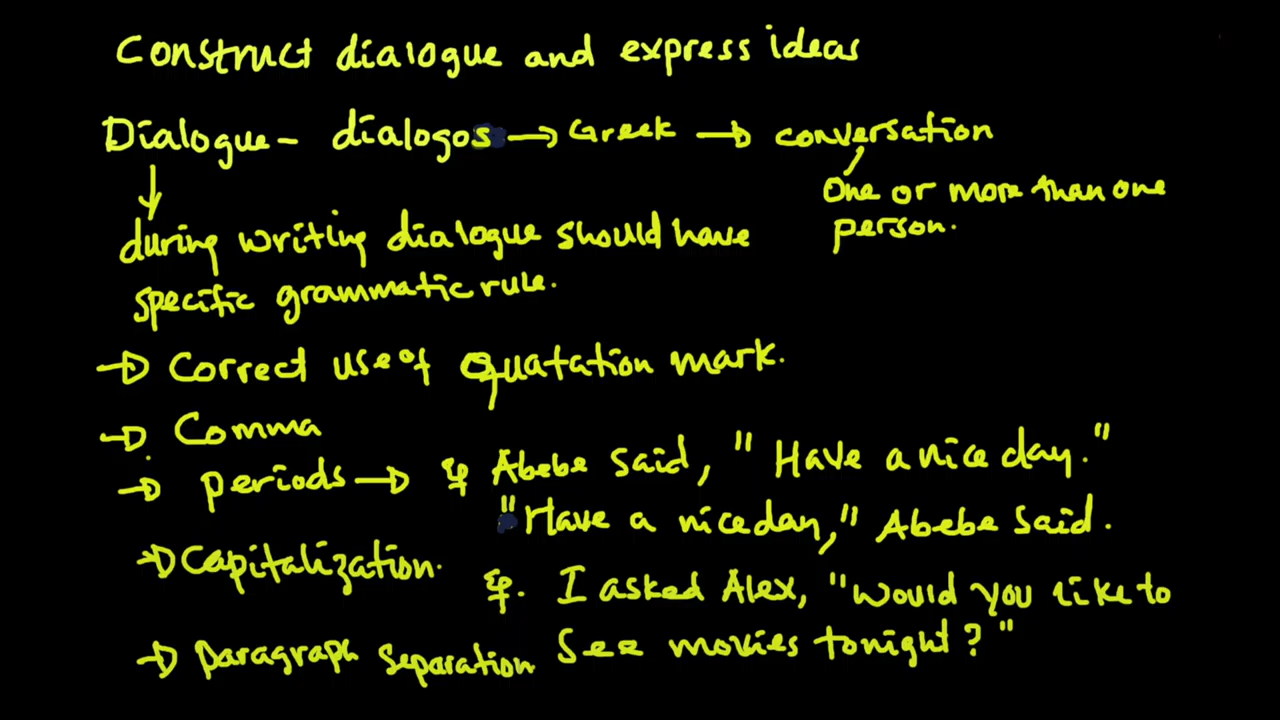 Construct dialogue and express ideas
Dialogue - dialogos → Greek → conversation
One or more than one
person.
during writing dialogue should have
specific grammatic rule.
→ Correct use of Quatation mark.
→ Comma
→ periods → Abebe said, "Have a nice day."
"Have a nice day," Abebe said.
→ Capitalization.
I asked Alex, "Would you like to
see movies tonight?"
→ paragraph separation